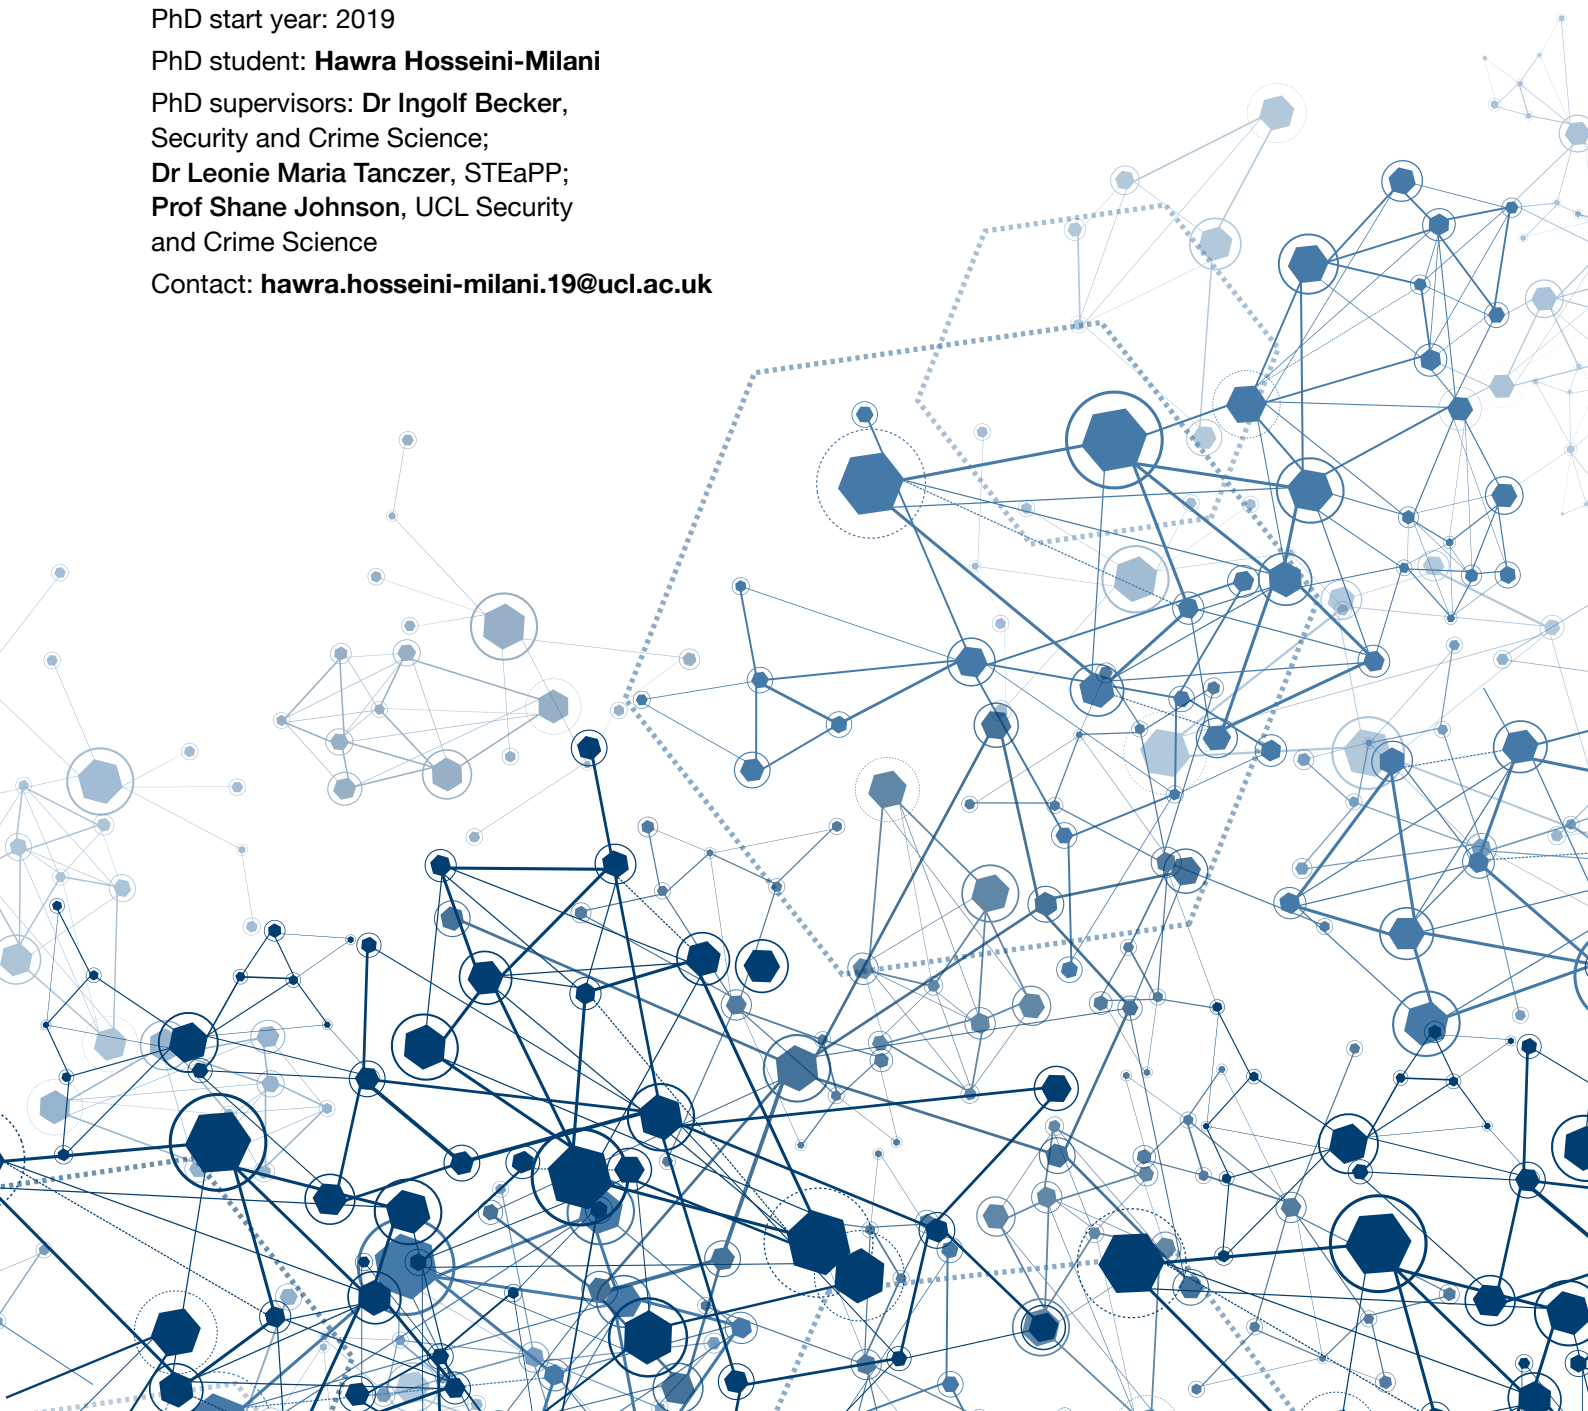 PhD start year: 2019
PhD student: Hawra Hosseini-Milani
PhD supervisors: Dr Ingolf Becker,
Security and Crime Science;
Dr Leonie Maria Tanczer, STEaPP;
Prof Shane Johnson, UCL Security
and Crime Science
Contact: hawra.hosseini-milani.19@ucl.ac.uk